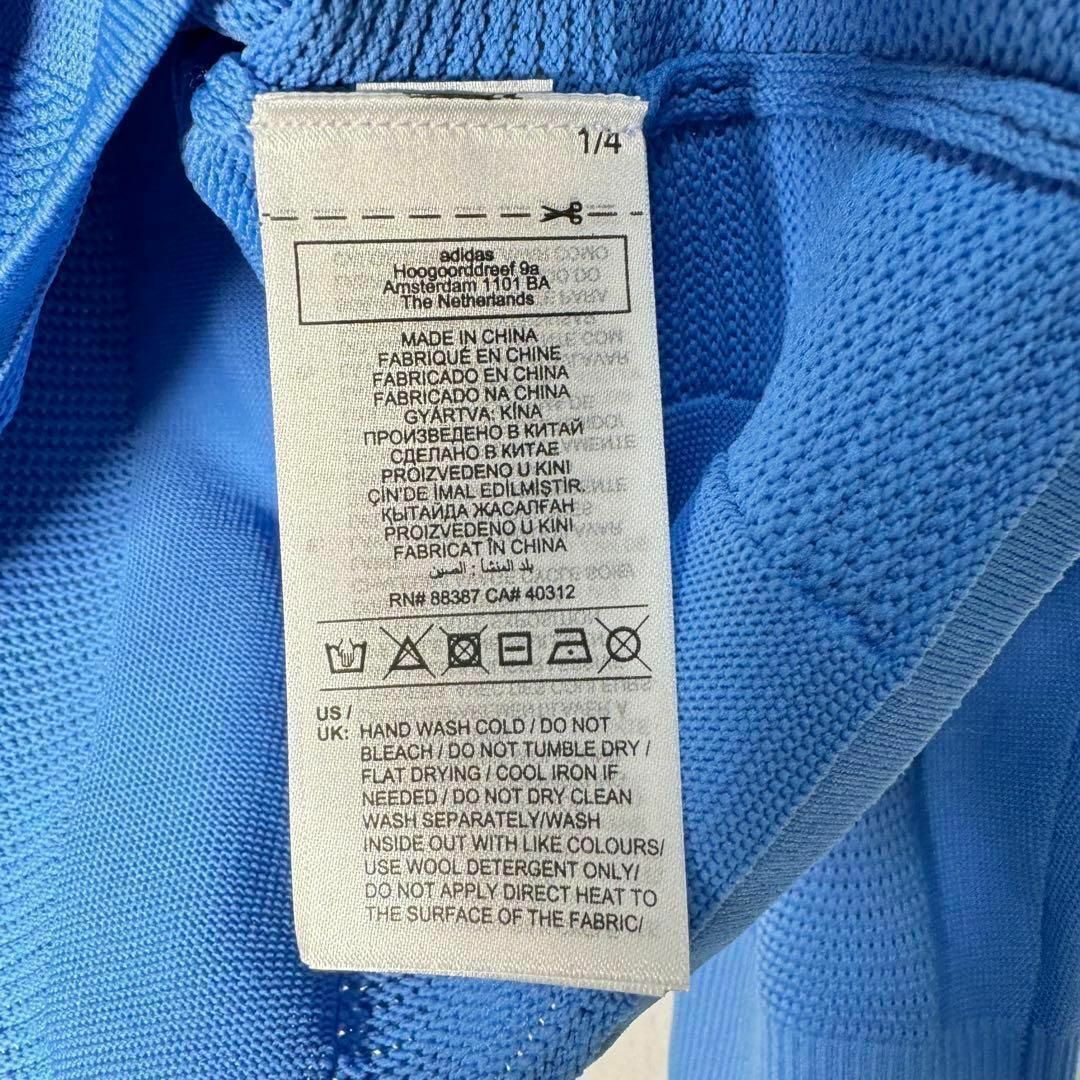 1/4
adidas
Hoogoorddreef 9a
Amsterdam 1101 BA
The Netherlands
MADE IN CHINA
FABRIQUÉ EN CHINE
FABRICADO EN CHINA
FABRICADO NA CHINA
GYÁRTVA: KÍNA
ПРОИЗВЕДЕНО В КИТАЙ
СДЕЛАНО В КИТАЕ
PROIZVEDENO U KINI
ÇİN'DE İMAL EDİLMİŞTİR.
ҚЫТАЙДА ЖАСАЛҒАН
PROIZVEDENO U KINI
FABRICAT ÎN CHINA
بلد المنشأ : الصين
RN# 88387 CA# 40312
US /
UK: HAND WASH COLD / DO NOT
BLEACH / DO NOT TUMBLE DRY /
FLAT DRYING / COOL IRON IF
NEEDED / DO NOT DRY CLEAN
WASH SEPARATELY/WASH
INSIDE OUT WITH LIKE COLOURS/
USE WOOL DETERGENT ONLY/
DO NOT APPLY DIRECT HEAT TO
THE SURFACE OF THE FABRIC/